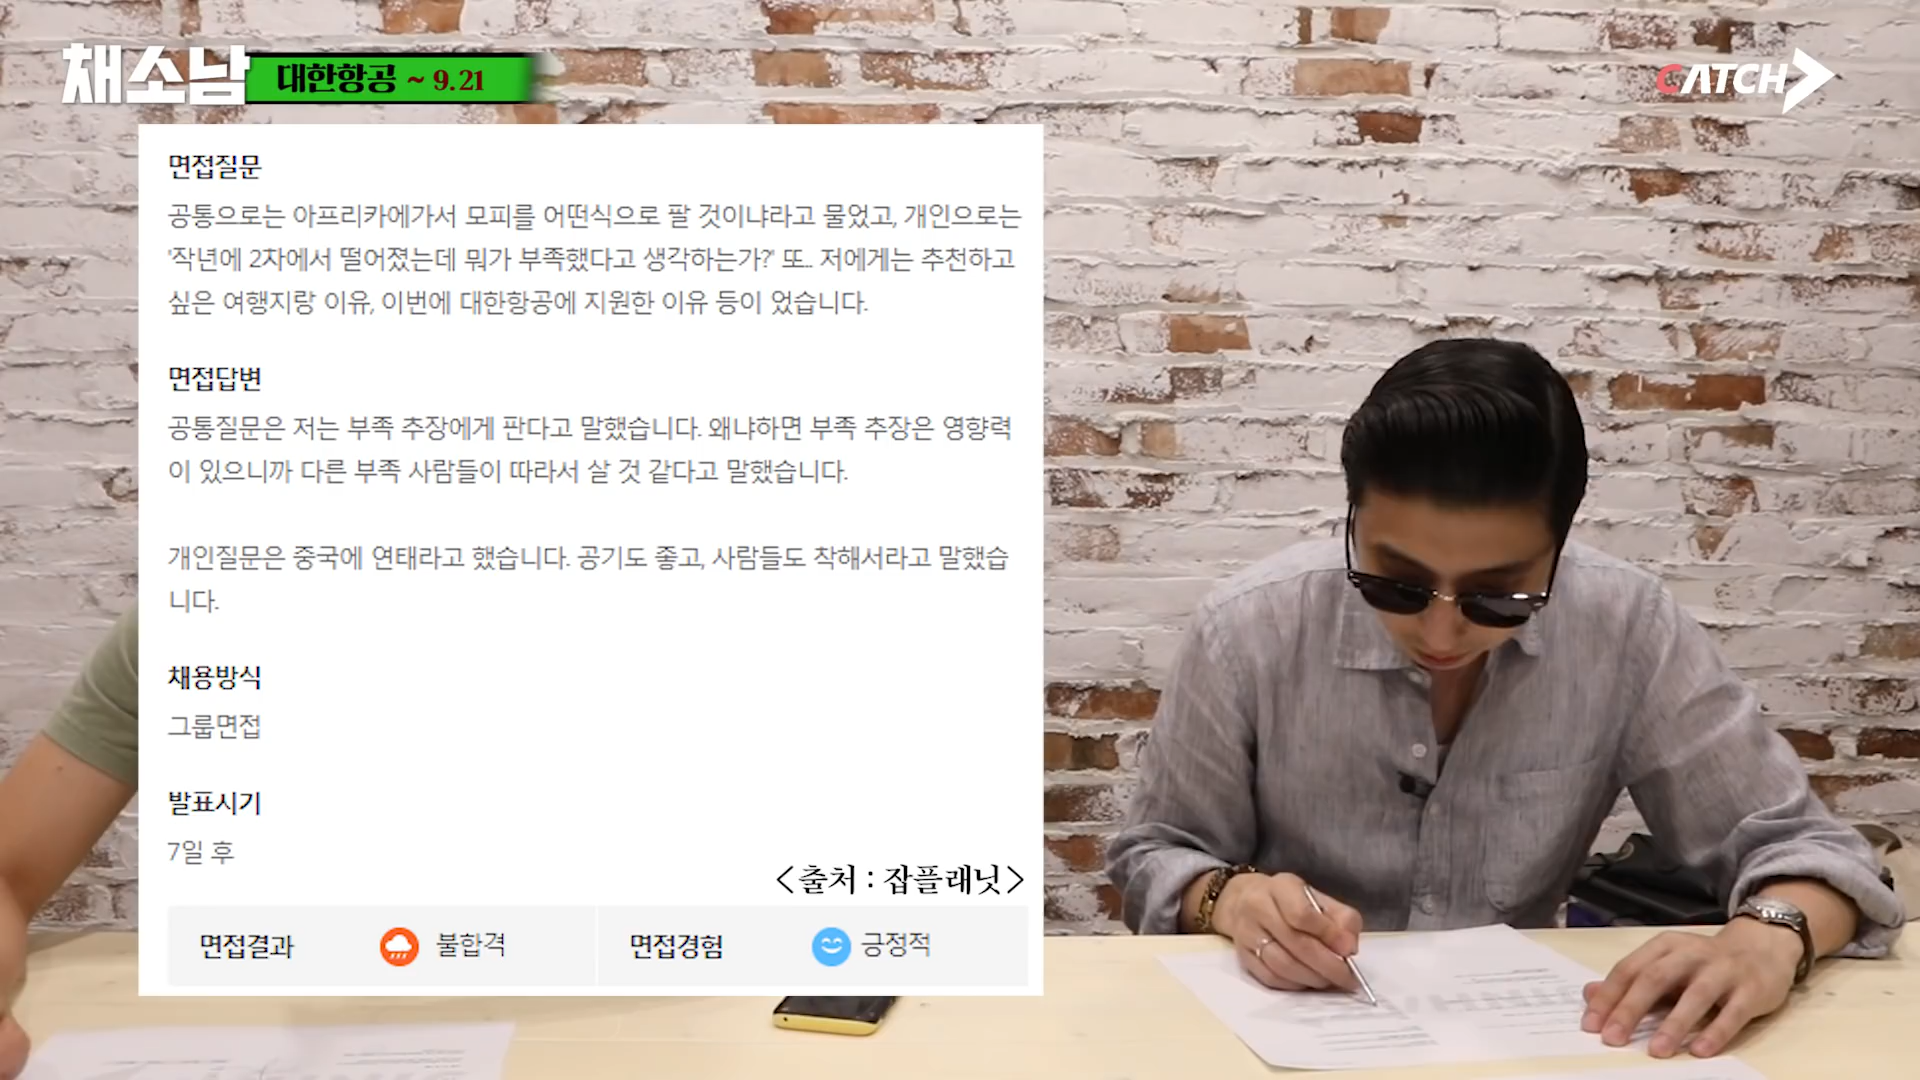 채소남
대한항공 ~ 9.21
CATCH
면접질문
공통으로는 아프리카에가서 모피를 어떤식으로 팔 것이냐라고 물었고, 개인으로는
'작년에 2차에서 떨어졌는데 뭐가 부족했다고 생각하는가?' 또.. 저에게는 추천하고
싶은 여행지랑 이유, 이번에 대한항공에 지원한 이유 등이 었습니다.
면접답변
공통질문은 저는 부족 추장에게 판다고 말했습니다. 왜냐하면 부족 추장은 영향력
이 있으니까 다른 부족 사람들이 따라서 살 것 같다고 말했습니다.
개인질문은 중국에 연태라고 했습니다. 공기도 좋고, 사람들도 착해서라고 말했습
니다.
채용방식
그룹면접
발표시기
7일 후
<출처 : 잡플래닛>
면접결과 불합격 면접경험 긍정적